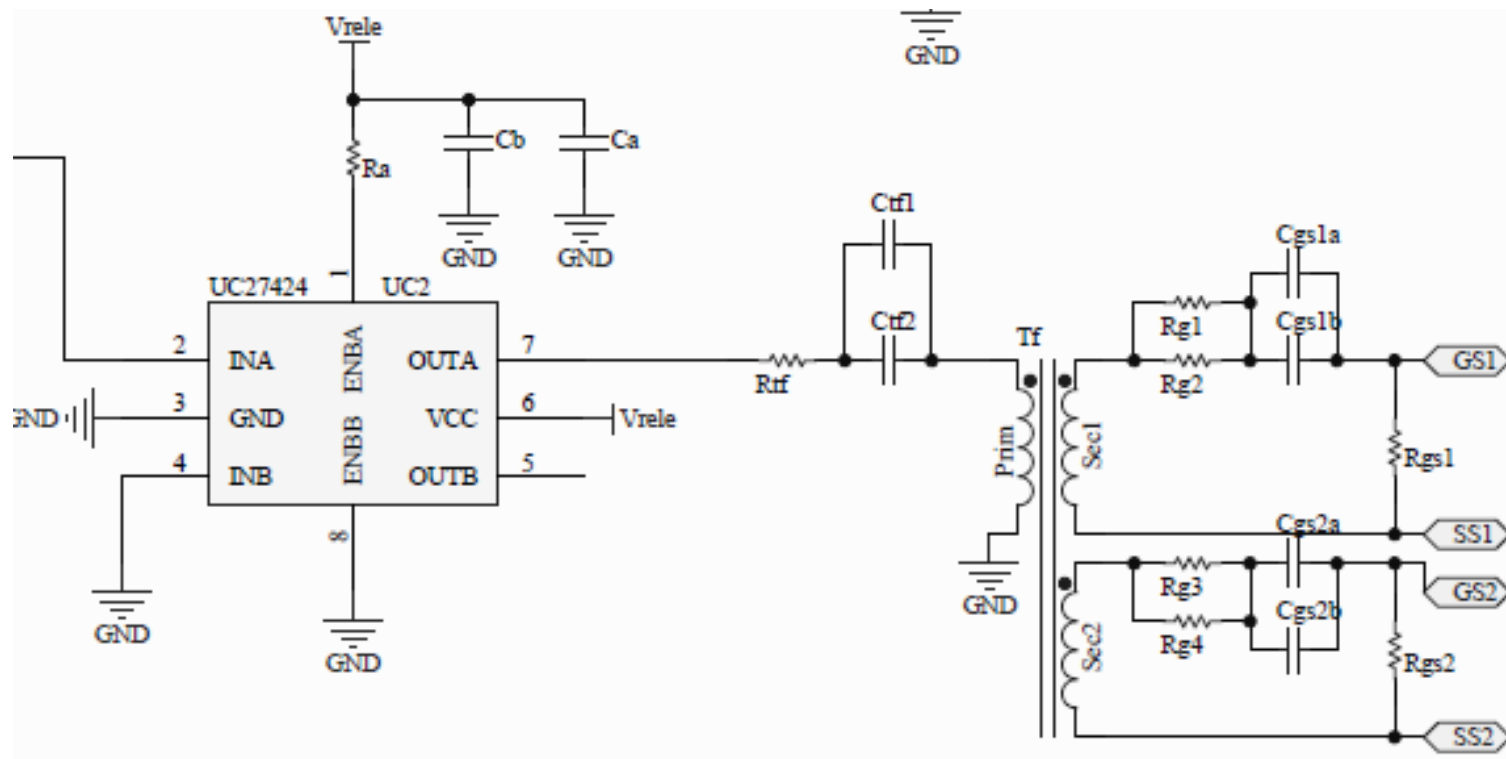 GND
Vrele
Cb
Ca
Ra
GND
GND
UC27424
UC2
1
2
INA
ENBA
OUTA
7
GND
3
GND
VCC
6
Vrele
4
INB
ENBB
OUTB
5
8
GND
GND
Ctf1
Ctf2
Rtf
Tf
Prim
Sec1
GND
Sec2
Cgs1a
Rg1
Cgs1b
Rg2
GS1
Rgs1
Cgs2a
SS1
Rg3
GS2
Cgs2b
Rg4
Rgs2
SS2